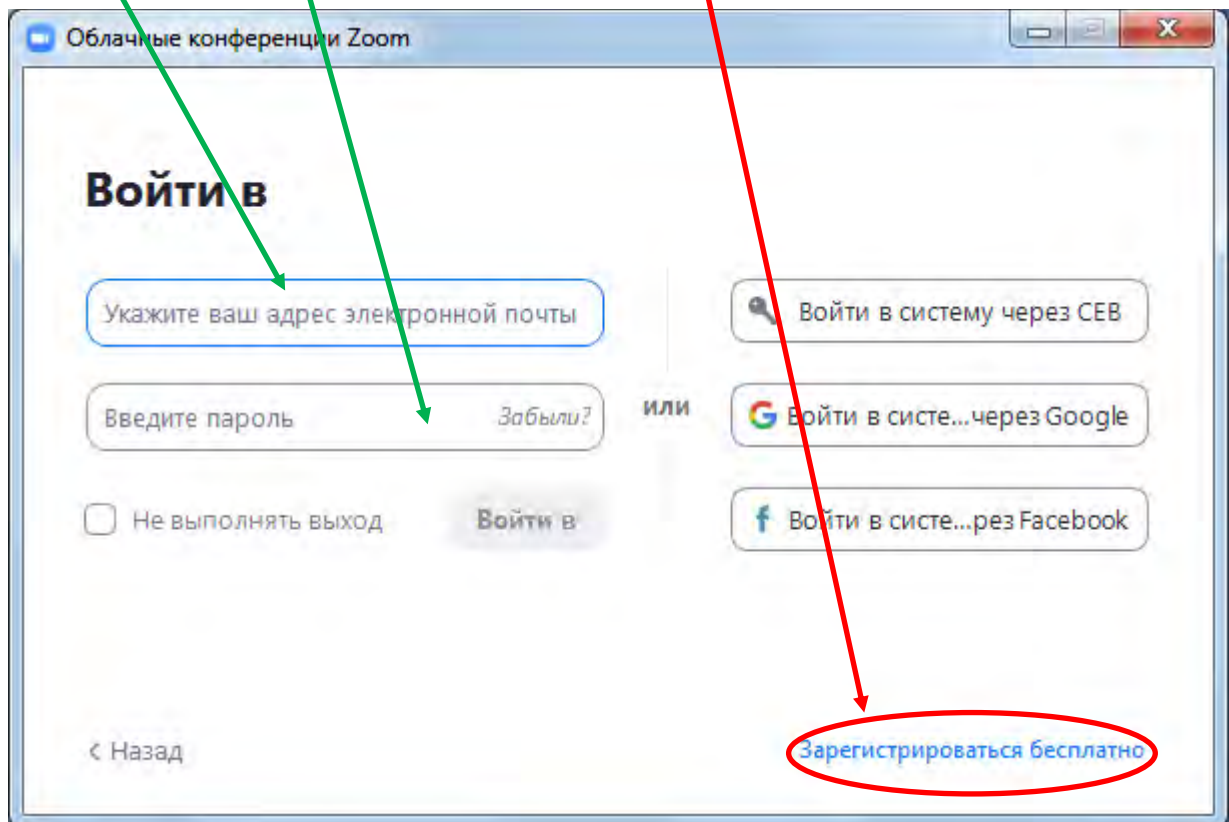 Облачные конференции Zoom
Войти в
Укажите ваш адрес электронной почты
Введите пароль Забыли?
Не выполнять выход Войти в
или
Войти в систему через СЕВ
Войти в систе...через Google
Войти в систе...рез Facebook
< Назад
Зарегистрироваться бесплатно